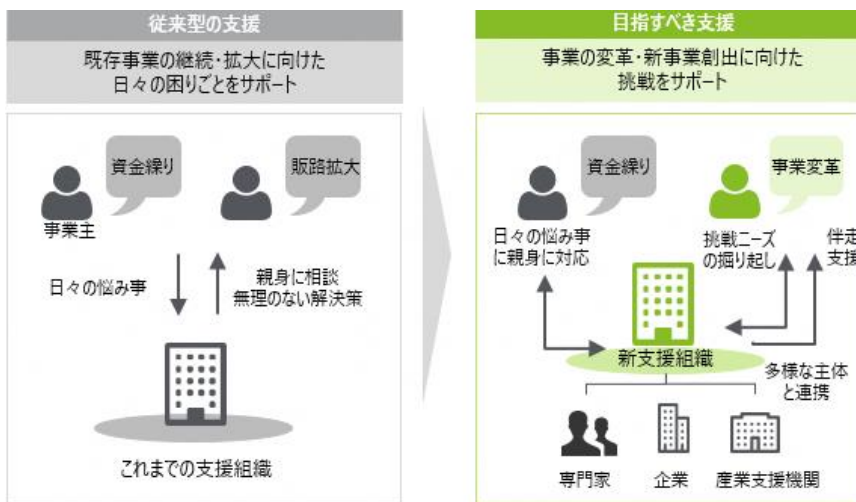 従来型の支援
既存事業の継続・拡大に向けた
日々の困りごとをサポート
資金繰り
販路拡大
事業主
日々の悩み事
親身に相談
無理のない解決策
これまでの支援組織
目指すべき支援
事業の変革・新事業創出に向けた
挑戦をサポート
資金繰り
事業変革
日々の悩み事
に親身に対応
挑戦ニーズ
の掘り起し
伴走
支援
新支援組織
多様な主体
と連携
専門家
企業
産業支援機関